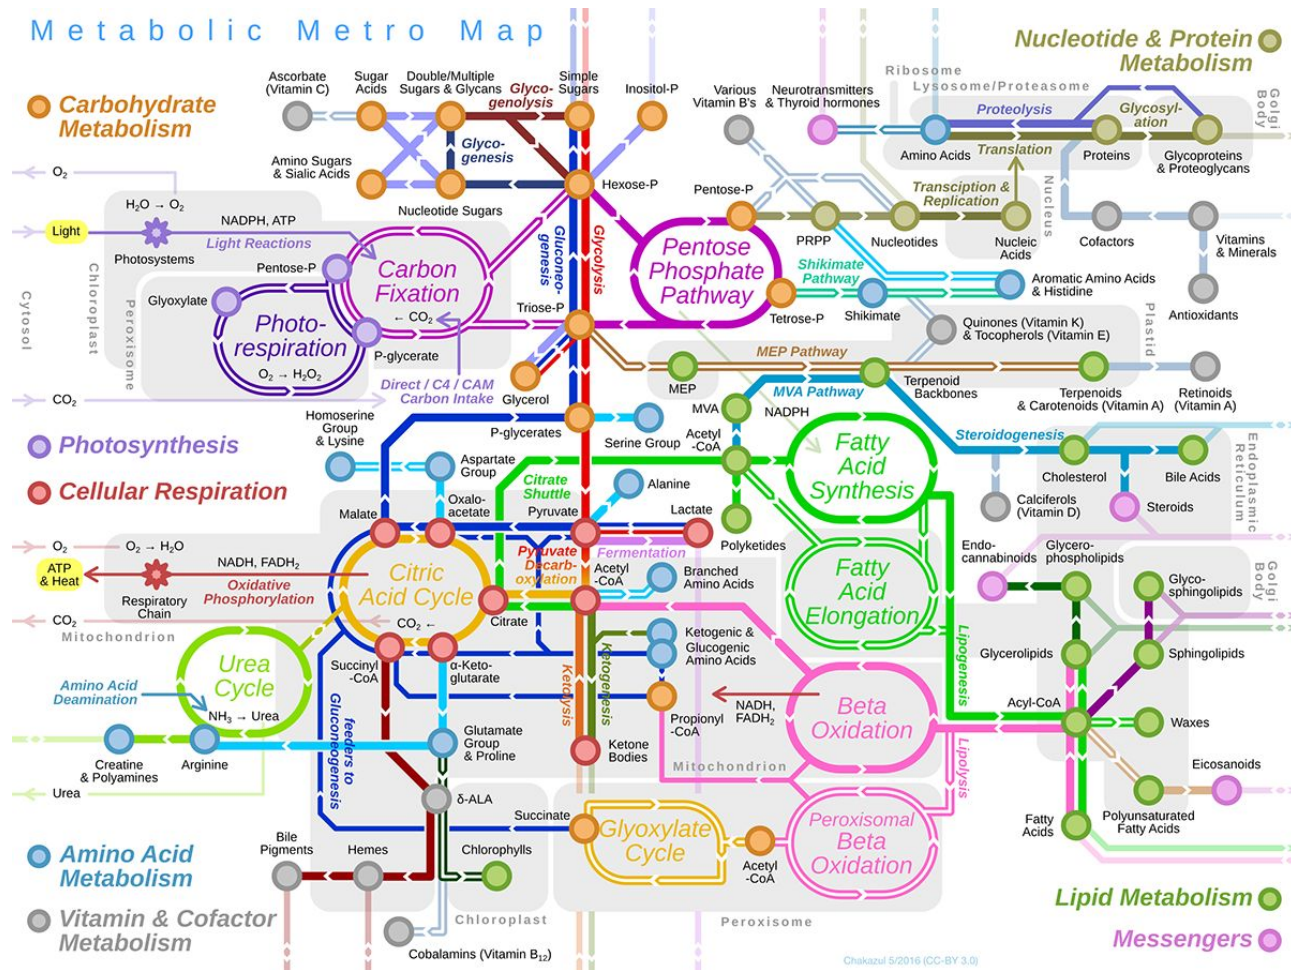 Metabolic Metro Map
Nucleotide & Protein
Metabolism
Carbohydrate
Metabolism
Ascorbate
(Vitamin C)
Sugar
Acids
Double/Multiple
Sugars & Glycans
Glyco-
genolysis
Simple
Sugars
Inositol-P
Various
Vitamin B's
Neurotransmitters
& Thyroid hormones
Ribosome
Lysosome/Proteasome
Proteolysis
Glycosyl-
ation
Golgi
Body
Amino Sugars
& Sialic Acids
Glyco-
genesis
Nucleotide Sugars
Hexose-P
Amino Acids
Translation
Proteins
Glycoproteins
& Proteoglycans
Pentose-P
Transciption &
Replication
Nucleus
PRPP
Nucleotides
Nucleic
Acids
Cofactors
Vitamins
& Minerals
Antioxidants
O₂
H₂O → O₂
Light
NADPH, ATP
Light Reactions
Photosystems
Chloroplast
Cytosol
Peroxisome
Pentose-P
Glyoxylate
Carbon
Fixation
← CO₂
Photo-
respiration
O₂ → H₂O₂
P-glycerate
CO₂
Direct / C4 / CAM
Carbon Intake
Gluconeo-
genesis
Glycolysis
Pentose
Phosphate
Pathway
Triose-P
Tetrose-P
Shikimate
Pathway
Shikimate
Aromatic Amino Acids
& Histidine
Quinones (Vitamin K)
& Tocopherols (Vitamin E)
Plastid
MEP Pathway
MEP
MVA Pathway
Terpenoid
Backbones
Terpenoids
& Carotenoids (Vitamin A)
Retinoids
(Vitamin A)
Glycerol
P-glycerates
Serine Group
MVA
NADPH
Acetyl
-CoA
Homoserine
Group
& Lysine
Photosynthesis
Cellular Respiration
Aspartate
Group
Citrate
Shuttle
Alanine
Fatty
Acid
Synthesis
Steroidogenesis
Cholesterol
Bile Acids
Endoplasmic
Reticulum
Calciferols
(Vitamin D)
Steroids
Malate
Oxalo-
acetate
Pyruvate
Lactate
Polyketides
O₂
O₂ → H₂O
ATP
& Heat
NADH, FADH₂
Oxidative
Phosphorylation
Respiratory
Chain
CO₂
Mitochondrion
Citric
Acid Cycle
CO₂ ←
Pyruvate
Decarb-
oxylation
Fermentation
Acetyl
-CoA
Branched
Amino Acids
Citrate
Fatty
Acid
Elongation
Endo-
cannabinoids
Glycero-
phospholipids
Glyco-
sphingolipids
Golgi
Body
Urea
Cycle
Succinyl
-CoA
α-Keto-
glutarate
Ketolysis
Ketogenesis
Ketogenic &
Glucogenic
Amino Acids
Lipogenesis
Glycerolipids
Sphingolipids
Amino Acid
Deamination
NH₃ → Urea
Creatine
& Polyamines
Arginine
Urea
feeders to
Gluconeogenesis
Glutamate
Group
& Proline
Propionyl
-CoA
Ketone
Bodies
NADH,
FADH₂
Beta
Oxidation
Mitochondrion
Lipolysis
Acyl-CoA
Waxes
Eicosanoids
Polyunsaturated
Fatty Acids
Fatty
Acids
δ-ALA
Succinate
Glyoxylate
Cycle
Acetyl
-CoA
Peroxisomal
Beta
Oxidation
Peroxisome
Amino Acid
Metabolism
Vitamin & Cofactor
Metabolism
Bile
Pigments
Hemes
Chlorophylls
Chloroplast
Cobalamins (Vitamin B₁₂)
Lipid Metabolism
Messengers
Chakazul 5/2016 (CC-BY 3.0)